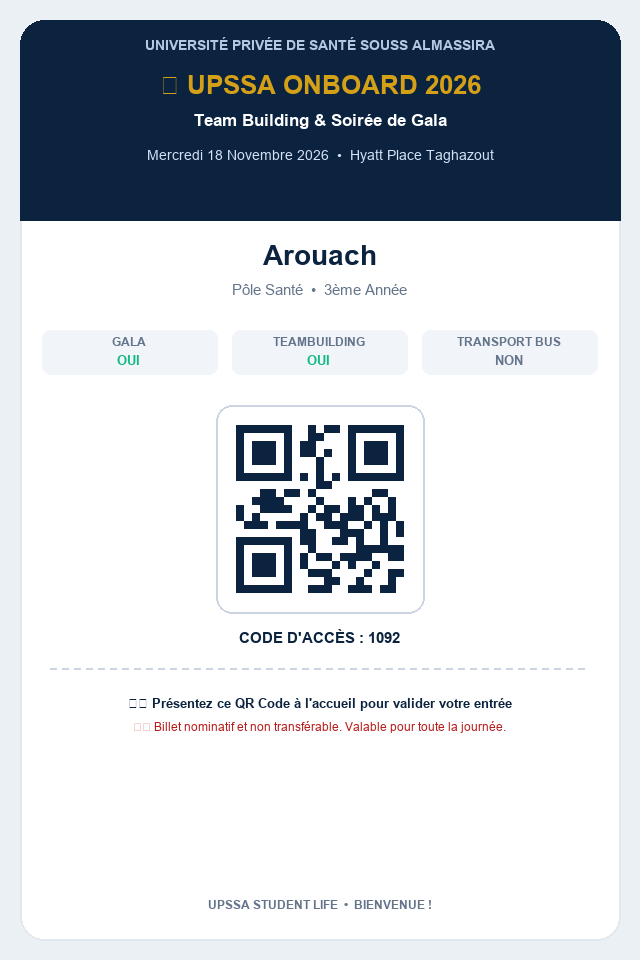 UNIVERSITÉ PRIVÉE DE SANTÉ SOUSS ALMASSIRA
UPSSA ONBOARD 2026
Team Building & Soirée de Gala
Mercredi 18 Novembre 2026 • Hyatt Place Taghazout
Arouach
Pôle Santé • 3ème Année
GALA
OUI
TEAMBUILDING
OUI
TRANSPORT BUS
NON
CODE D'ACCÈS : 1092
Présentez ce QR Code à l'accueil pour valider votre entrée
Billet nominatif et non transférable. Valable pour toute la journée.
UPSSA STUDENT LIFE • BIENVENUE !